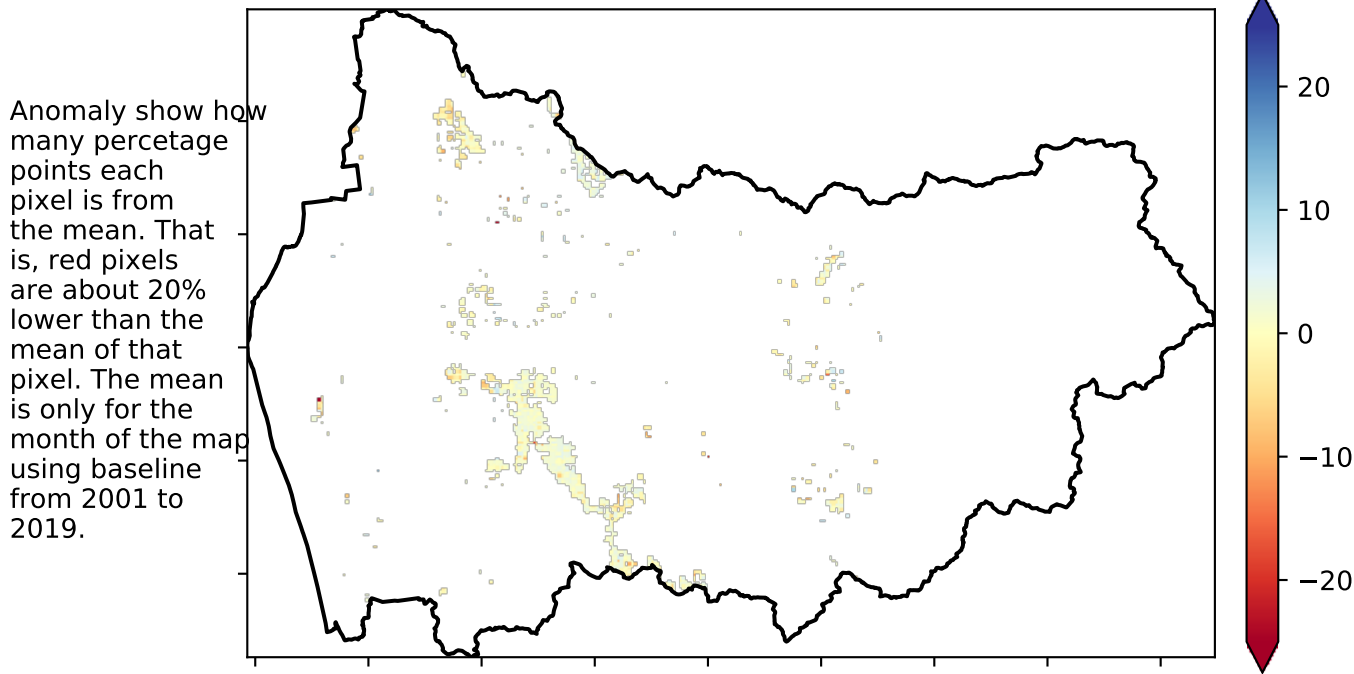 Anomaly show how
many percetage
points each
pixel is from
the mean. That
is, red pixels
are about 20%
lower than the
mean of that
pixel. The mean
is only for the
month of the map
using baseline
from 2001 to
2019.
20
10
0
−10
−20